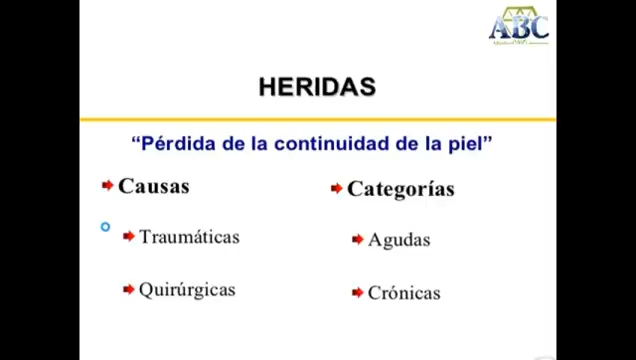 ABC
HERIDAS
“Pérdida de la continuidad de la piel”
Causas
Traumáticas
Quirúrgicas
Categorías
Agudas
Crónicas